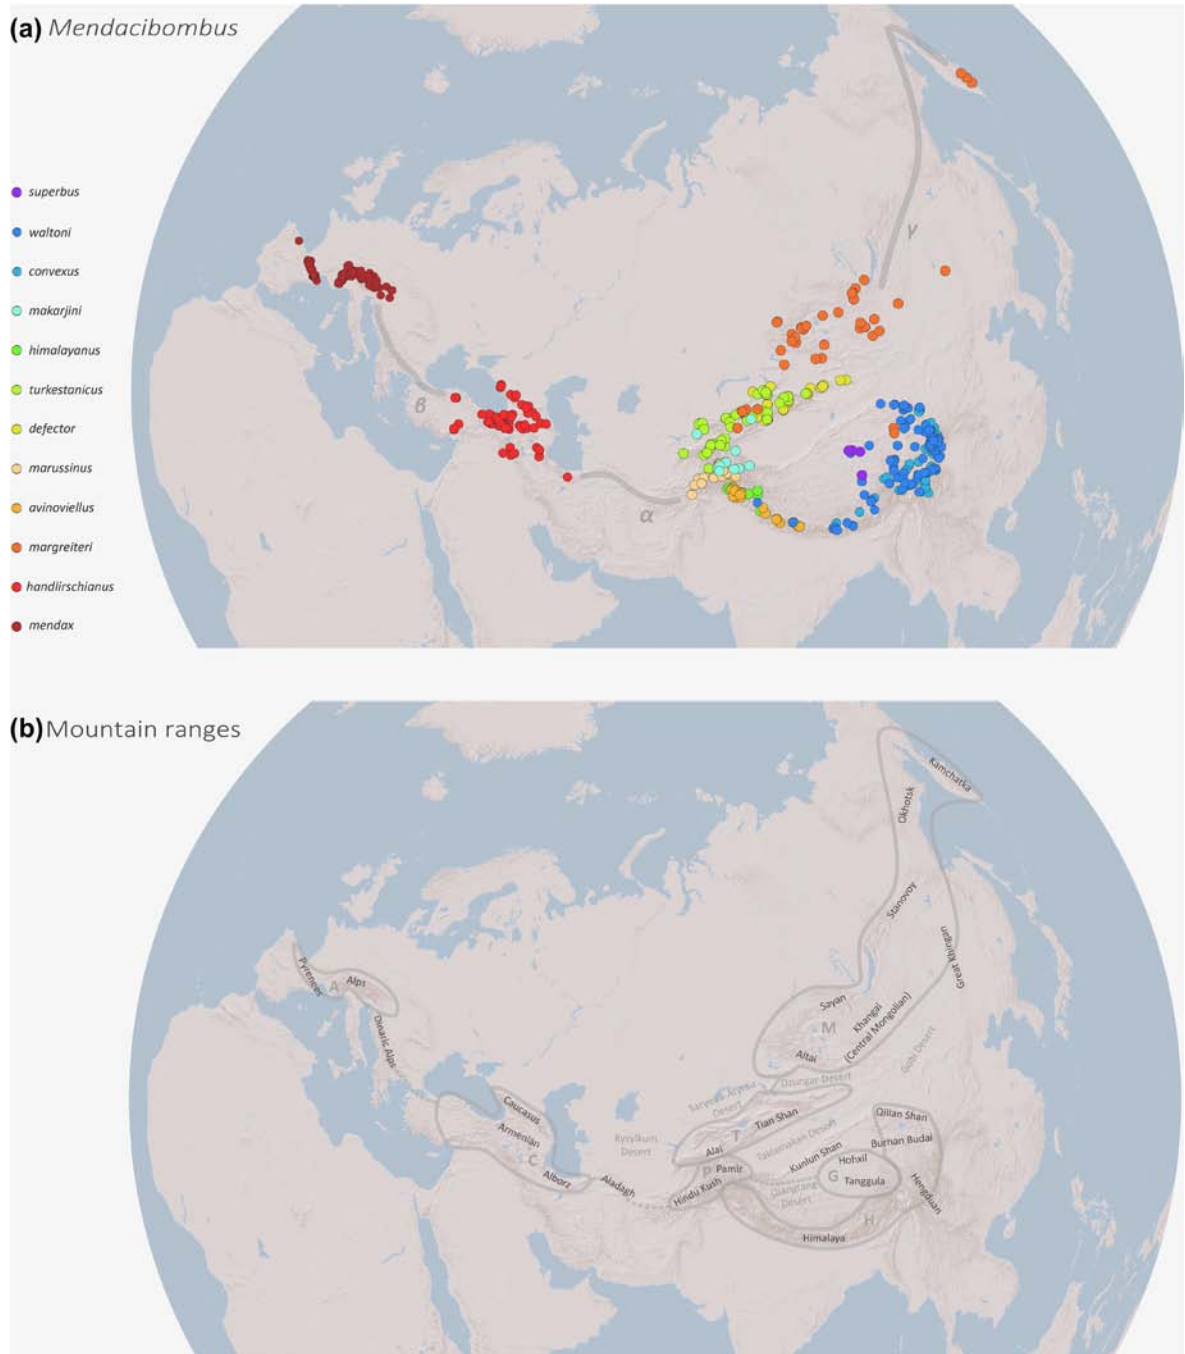 (a) Mendacibombus
superbus
waltoni
convexus
makarjini
himalayanus
turkestanicus
defector
marussinus
avinoviellus
margreiteri
handlirschianus
mendax
γ
β
α
(b) Mountain ranges
Kamchatka
Okhotsk
Stanovoy
Great Khingan
Pyrenees
A
Alps
Dinaric Alps
Sayan
M
Khangai
(Central Mongolian)
Altai
Gobi Desert
Dzungar Desert
Desert
Caucasus
Armenian
C
Alborz
Aladagh
Kyzylkum
Desert
Tian Shan
T
Alai
Taklamakan Desert
Qilian Shan
Burhan Budai
Kunlun Shan
Hohxil
P
Pamir
G
Tanggula
Hindu Kush
Qiangtang
Desert
Hengduan
H
Himalaya